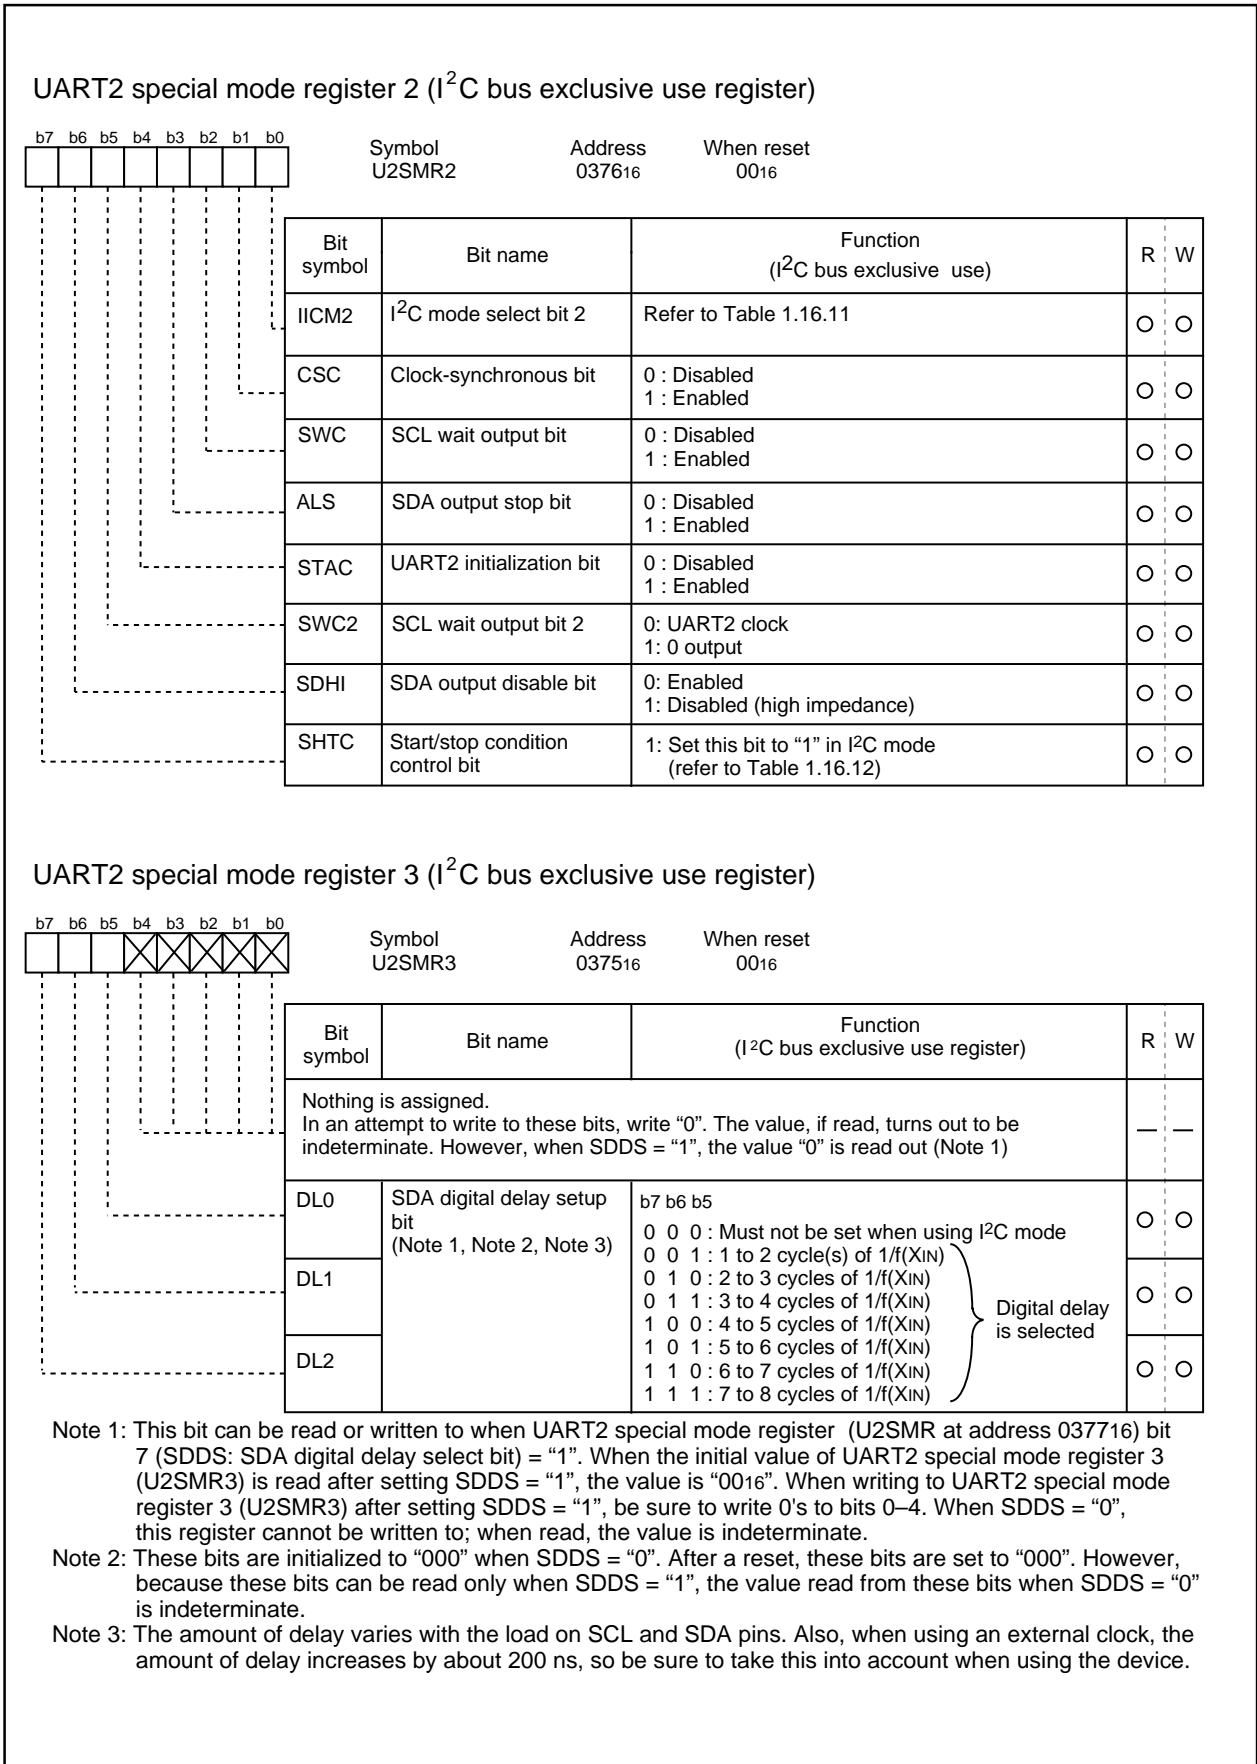 UART2 special mode register 2 (I2C bus exclusive use register)
b7 b6 b5 b4 b3 b2 b1 b0
Symbol Address When reset
U2SMR2 037616 0016
Bit symbol Bit name Function (I2C bus exclusive use) R W
IICM2 I2C mode select bit 2 Refer to Table 1.16.11
CSC Clock-synchronous bit 0 : Disabled
1 : Enabled
SWC SCL wait output bit 0 : Disabled
1 : Enabled
ALS SDA output stop bit 0 : Disabled
1 : Enabled
STAC UART2 initialization bit 0 : Disabled
1 : Enabled
SWC2 SCL wait output bit 2 0: UART2 clock
1: 0 output
SDHI SDA output disable bit 0: Enabled
1: Disabled (high impedance)
SHTC Start/stop condition control bit 1: Set this bit to “1” in I2C mode
(refer to Table 1.16.12)
UART2 special mode register 3 (I2C bus exclusive use register)
b7 b6 b5 b4 b3 b2 b1 b0
Symbol Address When reset
U2SMR3 037516 0016
Bit symbol Bit name Function (I2C bus exclusive use register) R W
Nothing is assigned.
In an attempt to write to these bits, write “0”. The value, if read, turns out to be
indeterminate. However, when SDDS = “1”, the value “0” is read out (Note 1)
DL0 SDA digital delay setup
bit
(Note 1, Note 2, Note 3)
b7 b6 b5
0 0 0 : Must not be set when using I2C mode
0 0 1 : 1 to 2 cycle(s) of 1/f(XIN)
0 1 0 : 2 to 3 cycles of 1/f(XIN)
0 1 1 : 3 to 4 cycles of 1/f(XIN)
1 0 0 : 4 to 5 cycles of 1/f(XIN)
1 0 1 : 5 to 6 cycles of 1/f(XIN)
1 1 0 : 6 to 7 cycles of 1/f(XIN)
1 1 1 : 7 to 8 cycles of 1/f(XIN)
Digital delay
is selected
DL1
DL2
Note 1: This bit can be read or written to when UART2 special mode register (U2SMR at address 037716) bit
7 (SDDS: SDA digital delay select bit) = “1”. When the initial value of UART2 special mode register 3
(U2SMR3) is read after setting SDDS = “1”, the value is “0016”. When writing to UART2 special mode
register 3 (U2SMR3) after setting SDDS = “1”, be sure to write 0's to bits 0–4. When SDDS = “0”,
this register cannot be written to; when read, the value is indeterminate.
Note 2: These bits are initialized to “000” when SDDS = “0”. After a reset, these bits are set to “000”. However,
because these bits can be read only when SDDS = “1”, the value read from these bits when SDDS = “0”
is indeterminate.
Note 3: The amount of delay varies with the load on SCL and SDA pins. Also, when using an external clock, the
amount of delay increases by about 200 ns, so be sure to take this into account when using the device.